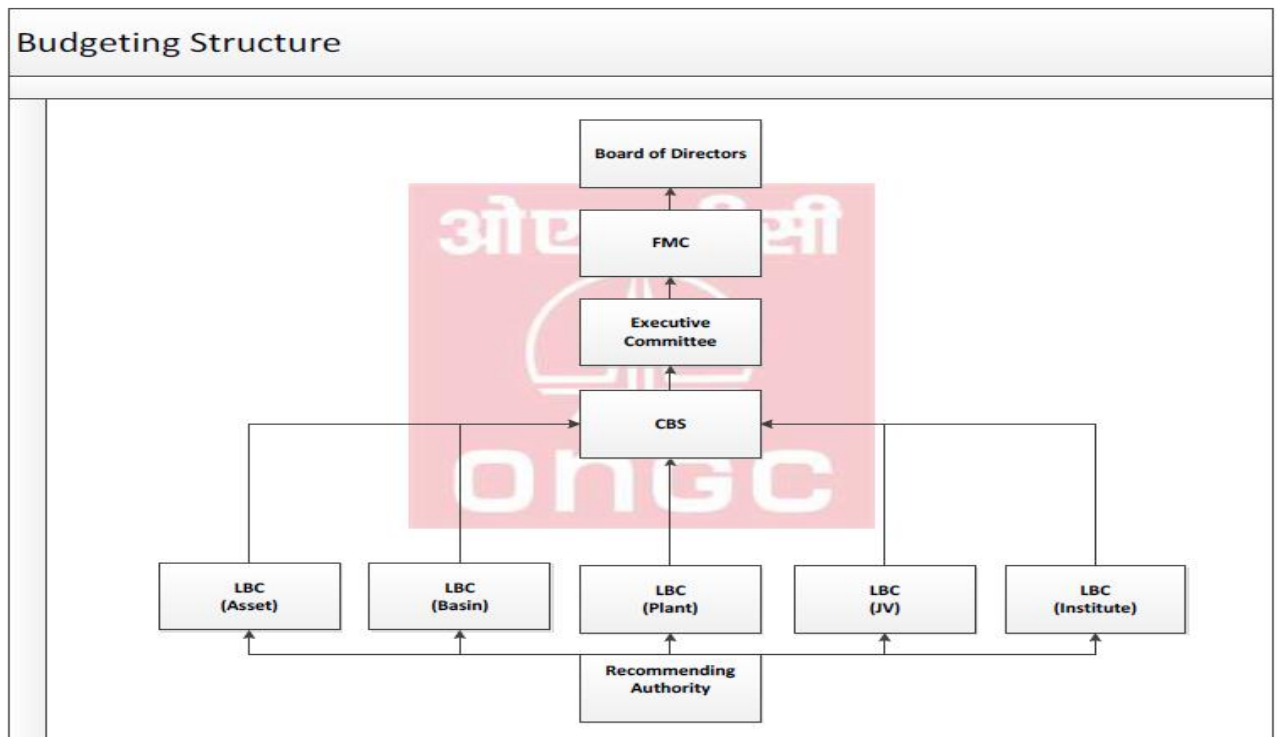 Budgeting Structure
Board of Directors
FMC
Executive
Committee
CBS
onGC
LBC
(Asset)
LBC
(Basin)
LBC
(Plant)
LBC
(JV)
LBC
(Institute)
Recommending
Authority